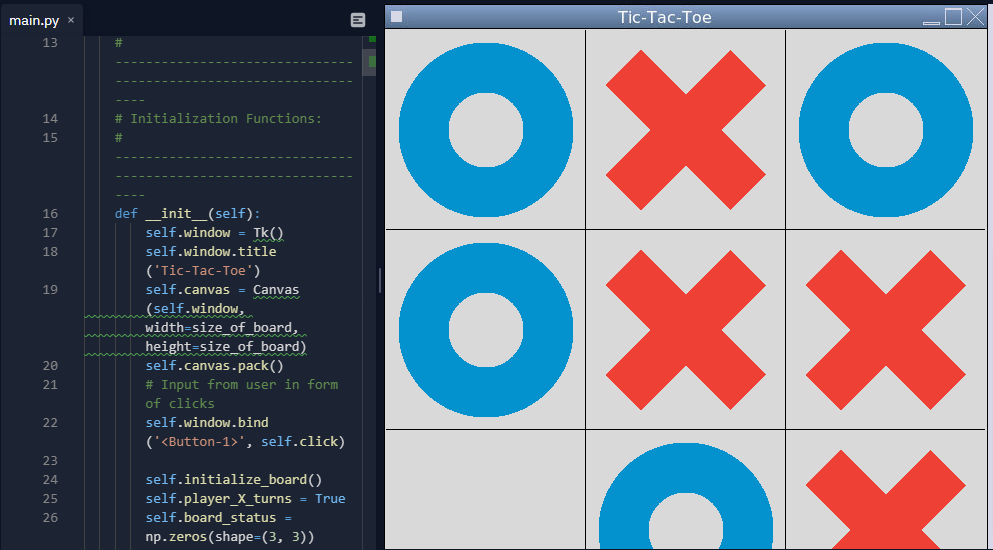 main.py ×
13 #
-------------------------------
-------------------------------
----
14 # Initialization Functions:
15 #
-------------------------------
-------------------------------
----
16 def __init__(self):
17 self.window = Tk()
18 self.window.title
('Tic-Tac-Toe')
19 self.canvas = Canvas
(self.window,
width=size_of_board,
height=size_of_board)
20 self.canvas.pack()
21 # Input from user in form
of clicks
22 self.window.bind
('<Button-1>', self.click)
23
24 self.initialize_board()
25 self.player_X_turns = True
26 self.board_status =
np.zeros(shape=(3, 3))
Tic-Tac-Toe